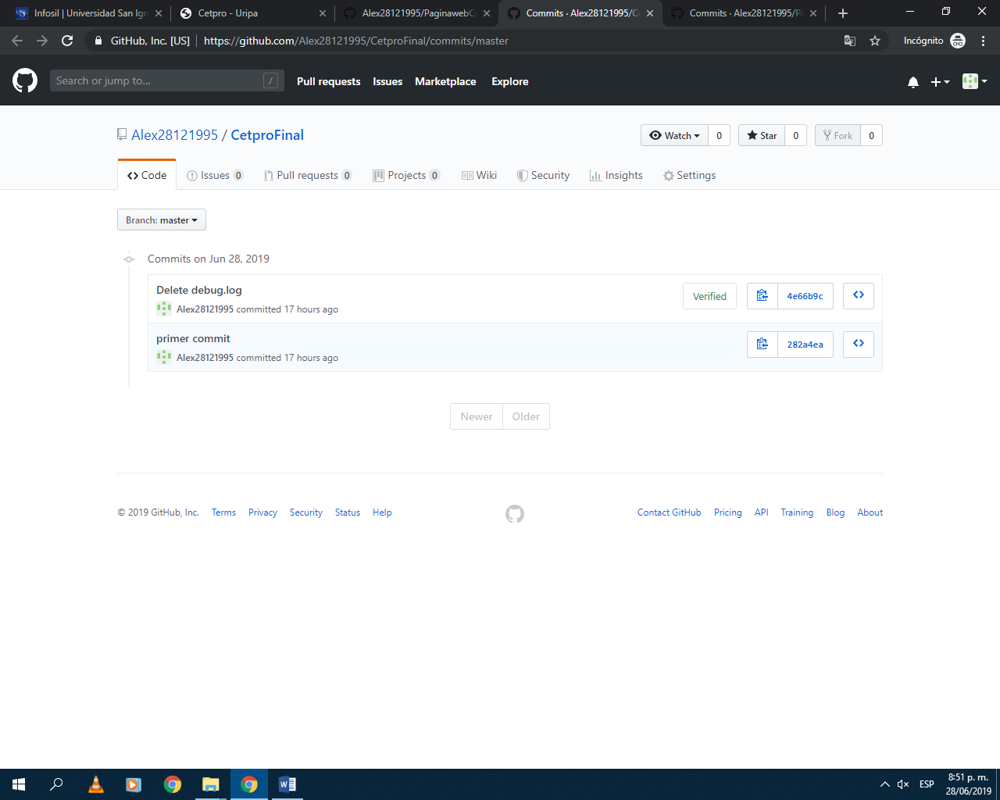 Infosil | Universidad San Ign
Cetpro - Uripa
Alex28121995/PaginawebC
Commits · Alex28121995/C
Commits · Alex28121995/P
GitHub, Inc. [US]
https://github.com/Alex28121995/CetproFinal/commits/master
Incógnito
Search or jump to...
/
Pull requests
Issues
Marketplace
Explore
Alex28121995 / CetproFinal
Watch
0
Star
0
Fork
0
Code
Issues 0
Pull requests 0
Projects 0
Wiki
Security
Insights
Settings
Branch: master
Commits on Jun 28, 2019
Delete debug.log
Alex28121995 committed 17 hours ago
Verified
4e66b9c
primer commit
Alex28121995 committed 17 hours ago
282a4ea
Newer
Older
© 2019 GitHub, Inc.
Terms
Privacy
Security
Status
Help
Contact GitHub
Pricing
API
Training
Blog
About
ESP
8:51 p. m.
28/06/2019